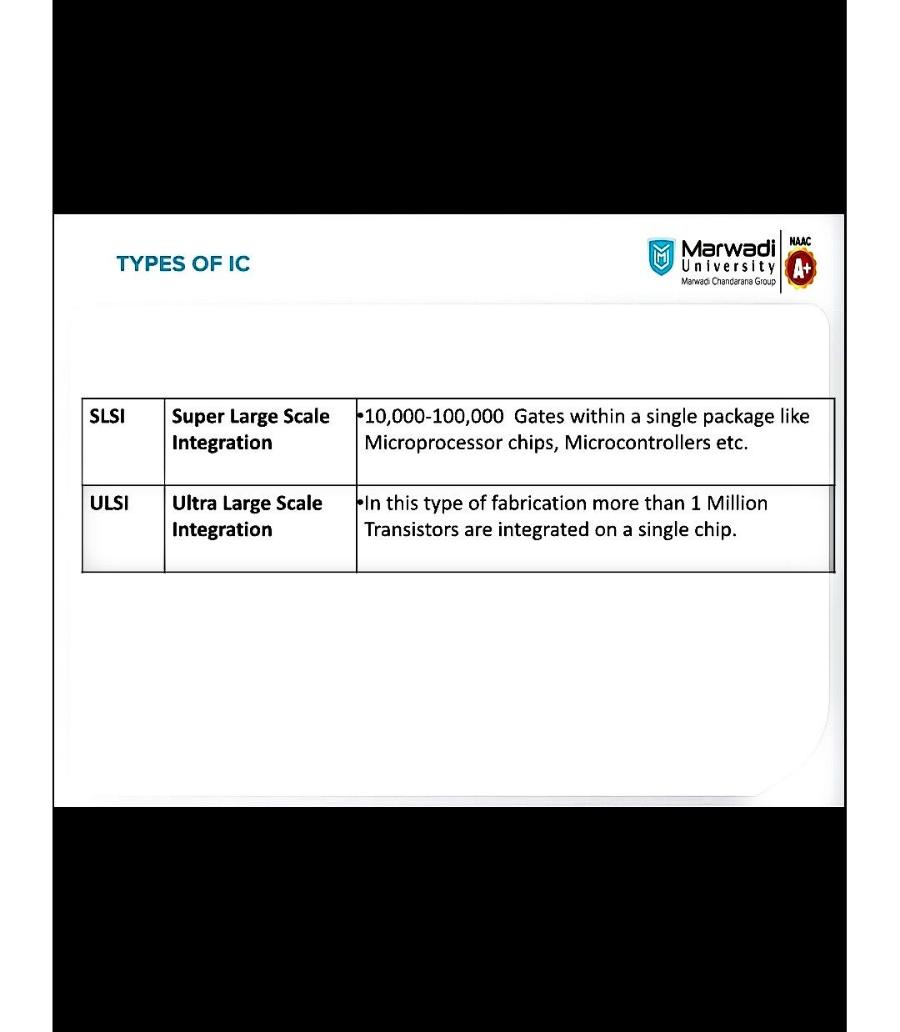 TYPES OF IC
Marwadi
University
Marwadi Chandarana Group
NAAC
A+
SLSI
Super Large Scale
Integration
•10,000-100,000 Gates within a single package like
Microprocessor chips, Microcontrollers etc.
ULSI
Ultra Large Scale
Integration
•In this type of fabrication more than 1 Million
Transistors are integrated on a single chip.